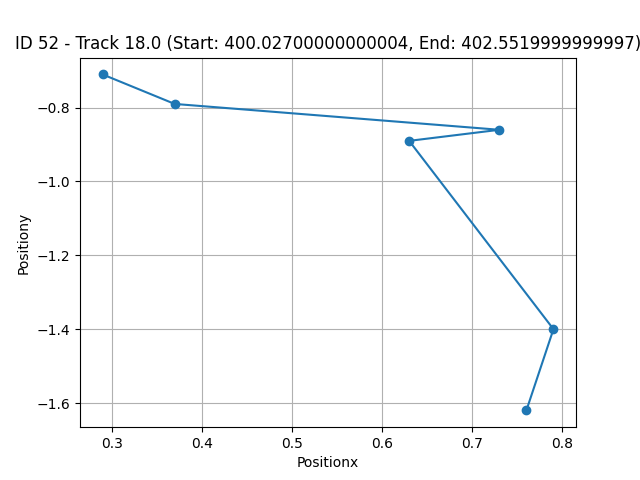 ID 52 - Track 18.0 (Start: 400.02700000000004, End: 402.5519999999997)
−0.8
−1.0
−1.2
−1.4
−1.6
Positiony
0.3 0.4 0.5 0.6 0.7 0.8
Positionx